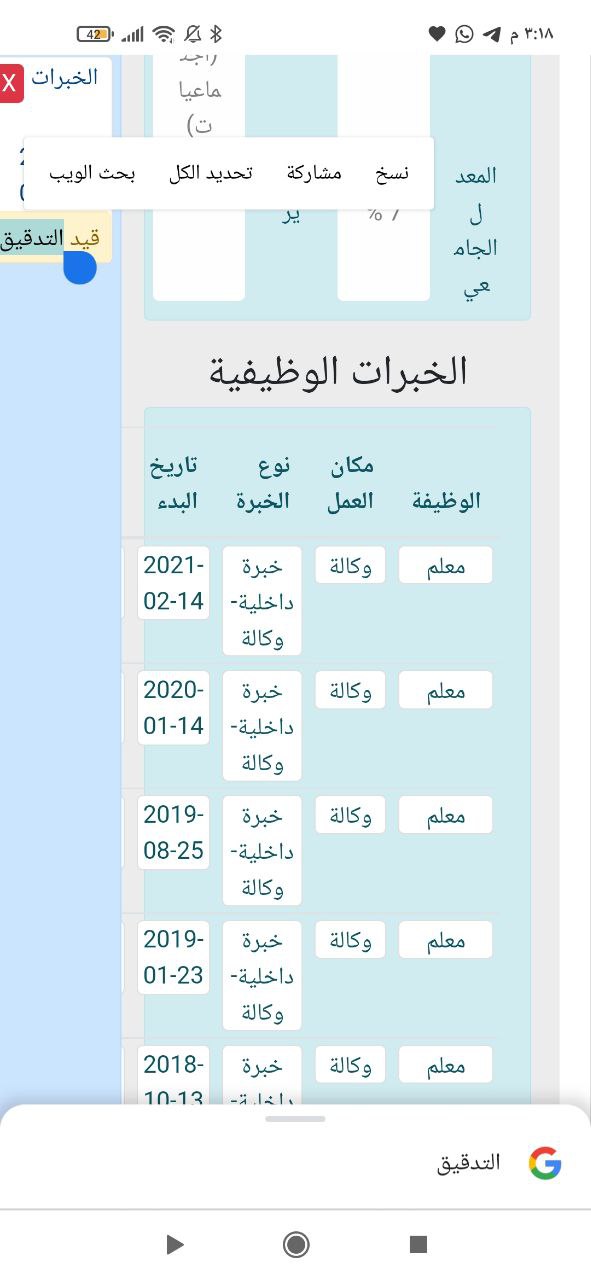 ٣:١٨ م
42
الخبرات
X
(اجت
ماعيا
ت)
نسخ
مشاركة
تحديد الكل
بحث الويب
المعد
ل
الجام
عي
% 7
ير
قيد التدقيق
الخبرات الوظيفية
الوظيفة
مكان
العمل
نوع
الخبرة
تاريخ
البدء
معلم
وكالة
خبرة
داخلية-
وكالة
2021-
02-14
معلم
وكالة
خبرة
داخلية-
وكالة
2020-
01-14
معلم
وكالة
خبرة
داخلية-
وكالة
2019-
08-25
معلم
وكالة
خبرة
داخلية-
وكالة
2019-
01-23
معلم
وكالة
خبرة
داخلية-
2018-
10-13
التدقيق